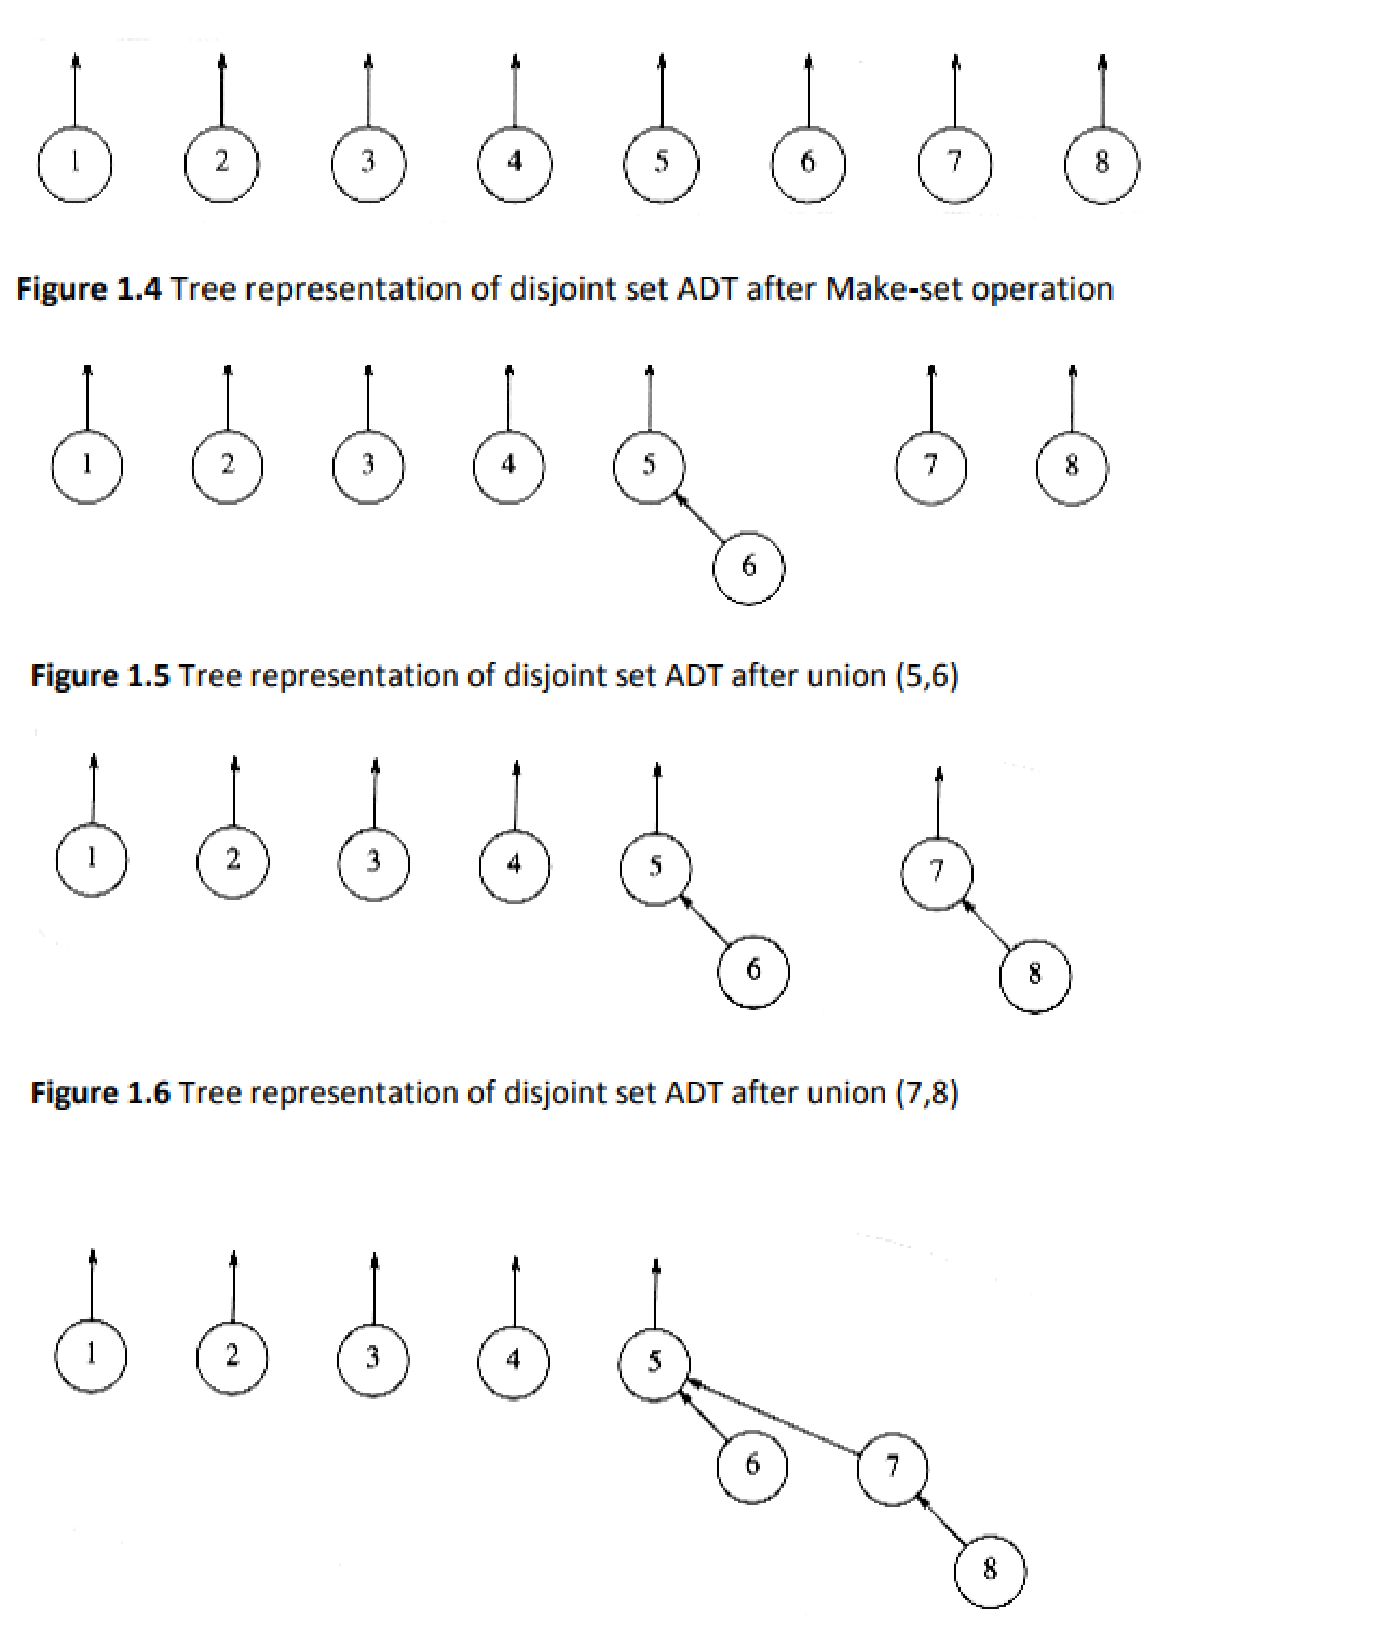 1 2 3 4 5 6 7 8
Figure 1.4 Tree representation of disjoint set ADT after Make-set operation
1 2 3 4 5 7 8
6
Figure 1.5 Tree representation of disjoint set ADT after union (5,6)
1 2 3 4 5 7
6 8
Figure 1.6 Tree representation of disjoint set ADT after union (7,8)
1 2 3 4 5
6 7
8